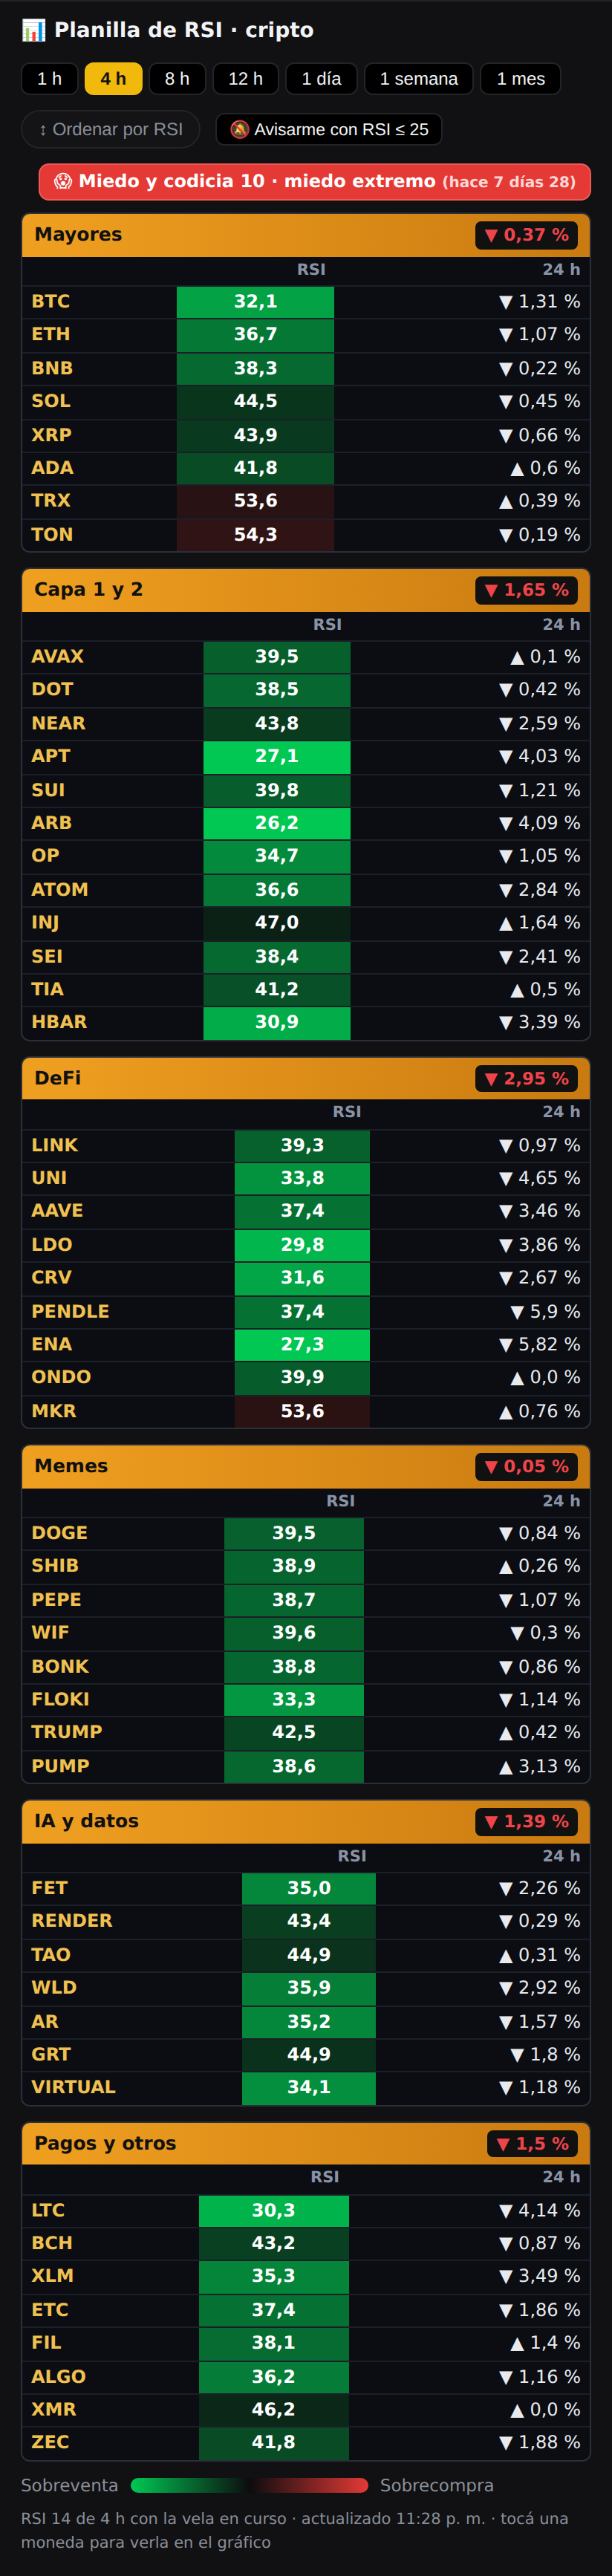 📊 Planilla de RSI · cripto
1 h 4 h 8 h 12 h 1 día 1 semana 1 mes
↕ Ordenar por RSI 🔕 Avisarme con RSI ≤ 25
😱 Miedo y codicia 10 · miedo extremo (hace 7 días 28)
Mayores ▼ 0,37 %
RSI 24 h
BTC 32,1 ▼ 1,31 %
ETH 36,7 ▼ 1,07 %
BNB 38,3 ▼ 0,22 %
SOL 44,5 ▼ 0,45 %
XRP 43,9 ▼ 0,66 %
ADA 41,8 ▲ 0,6 %
TRX 53,6 ▲ 0,39 %
TON 54,3 ▼ 0,19 %
Capa 1 y 2 ▼ 1,65 %
RSI 24 h
AVAX 39,5 ▲ 0,1 %
DOT 38,5 ▼ 0,42 %
NEAR 43,8 ▼ 2,59 %
APT 27,1 ▼ 4,03 %
SUI 39,8 ▼ 1,21 %
ARB 26,2 ▼ 4,09 %
OP 34,7 ▼ 1,05 %
ATOM 36,6 ▼ 2,84 %
INJ 47,0 ▲ 1,64 %
SEI 38,4 ▼ 2,41 %
TIA 41,2 ▲ 0,5 %
HBAR 30,9 ▼ 3,39 %
DeFi ▼ 2,95 %
RSI 24 h
LINK 39,3 ▼ 0,97 %
UNI 33,8 ▼ 4,65 %
AAVE 37,4 ▼ 3,46 %
LDO 29,8 ▼ 3,86 %
CRV 31,6 ▼ 2,67 %
PENDLE 37,4 ▼ 5,9 %
ENA 27,3 ▼ 5,82 %
ONDO 39,9 ▲ 0,0 %
MKR 53,6 ▲ 0,76 %
Memes ▼ 0,05 %
RSI 24 h
DOGE 39,5 ▼ 0,84 %
SHIB 38,9 ▲ 0,26 %
PEPE 38,7 ▼ 1,07 %
WIF 39,6 ▼ 0,3 %
BONK 38,8 ▼ 0,86 %
FLOKI 33,3 ▼ 1,14 %
TRUMP 42,5 ▲ 0,42 %
PUMP 38,6 ▲ 3,13 %
IA y datos ▼ 1,39 %
RSI 24 h
FET 35,0 ▼ 2,26 %
RENDER 43,4 ▼ 0,29 %
TAO 44,9 ▲ 0,31 %
WLD 35,9 ▼ 2,92 %
AR 35,2 ▼ 1,57 %
GRT 44,9 ▼ 1,8 %
VIRTUAL 34,1 ▼ 1,18 %
Pagos y otros ▼ 1,5 %
RSI 24 h
LTC 30,3 ▼ 4,14 %
BCH 43,2 ▼ 0,87 %
XLM 35,3 ▼ 3,49 %
ETC 37,4 ▼ 1,86 %
FIL 38,1 ▲ 1,4 %
ALGO 36,2 ▼ 1,16 %
XMR 46,2 ▲ 0,0 %
ZEC 41,8 ▼ 1,88 %
Sobreventa Sobrecompra
RSI 14 de 4 h con la vela en curso · actualizado 11:28 p. m. · tocá una
moneda para verla en el gráfico